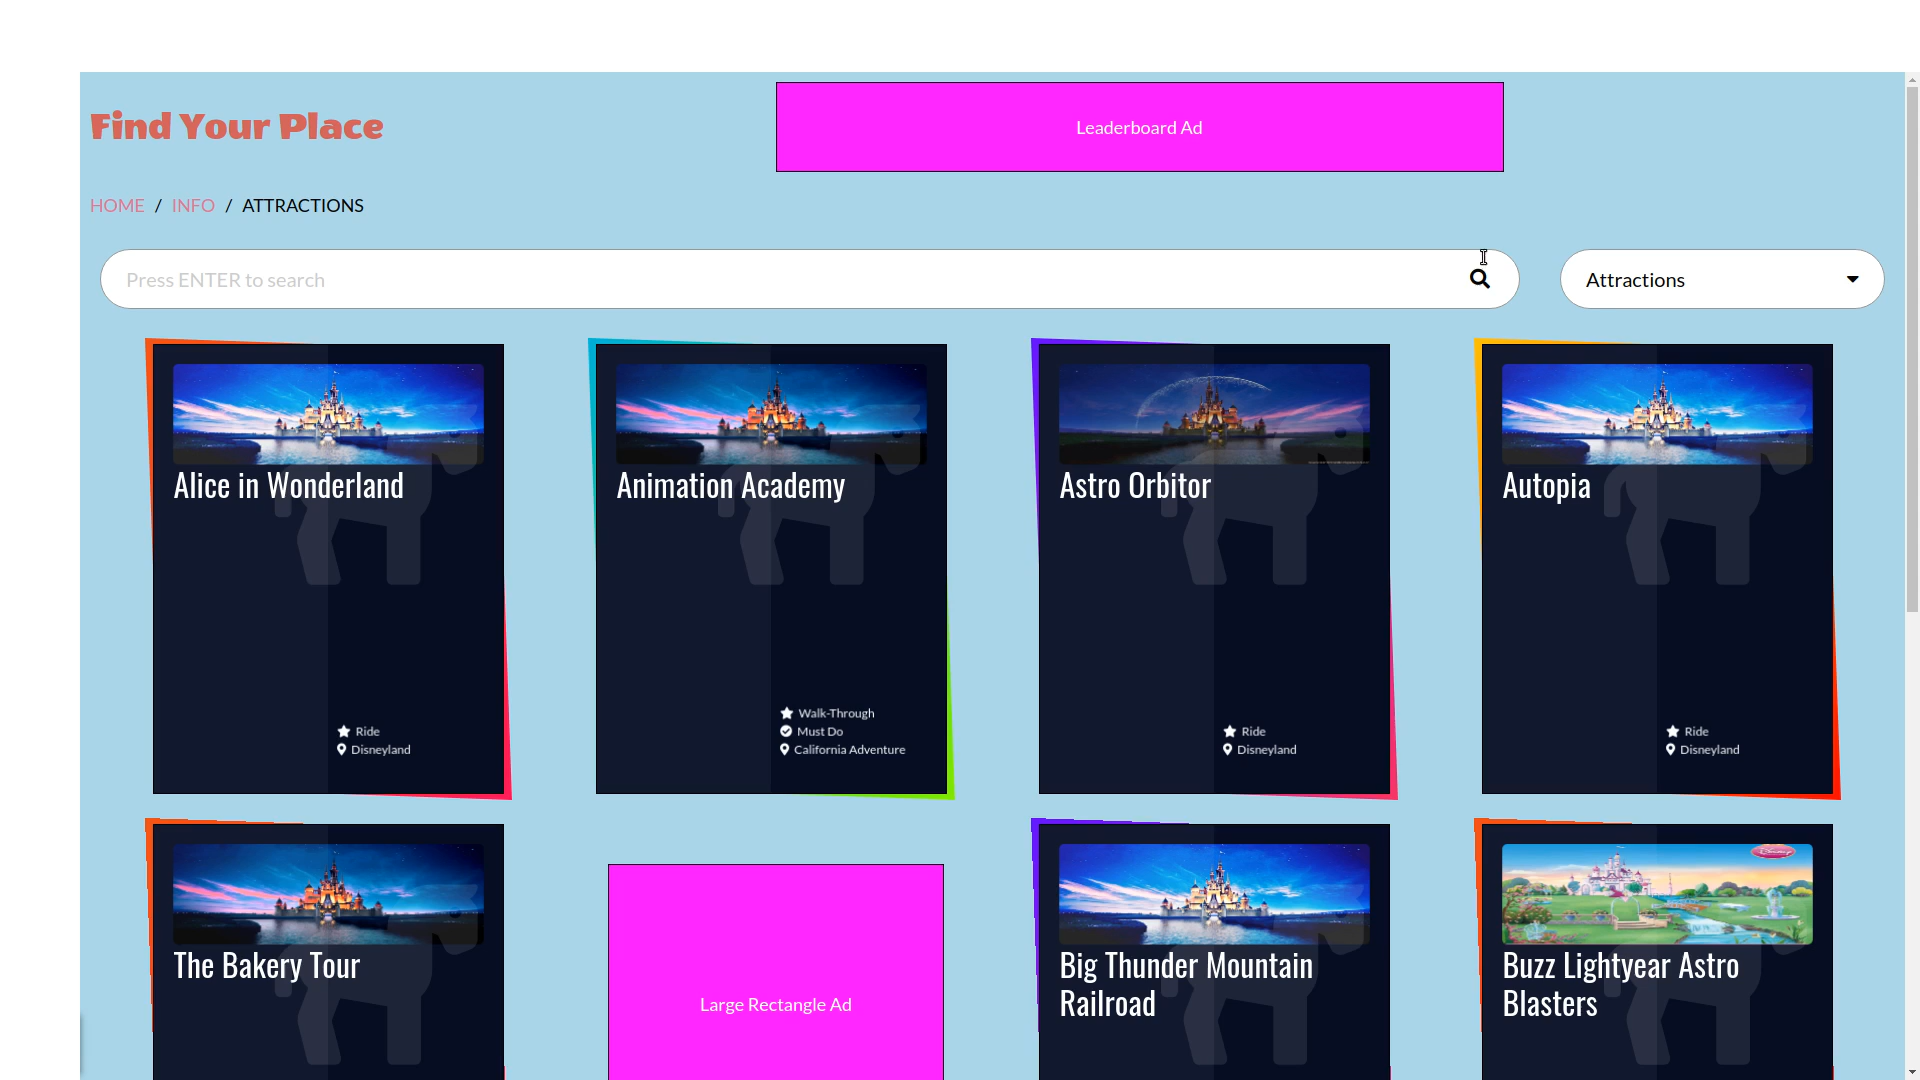 Find Your Place
Leaderboard Ad
HOME / INFO / ATTRACTIONS
Press ENTER to search
Attractions
Alice in Wonderland
Ride
Disneyland
Animation Academy
Walk-Through
Must Do
California Adventure
Astro Orbitor
Ride
Disneyland
Autopia
Ride
Disneyland
The Bakery Tour
Large Rectangle Ad
Big Thunder Mountain
Railroad
Buzz Lightyear Astro
Blasters